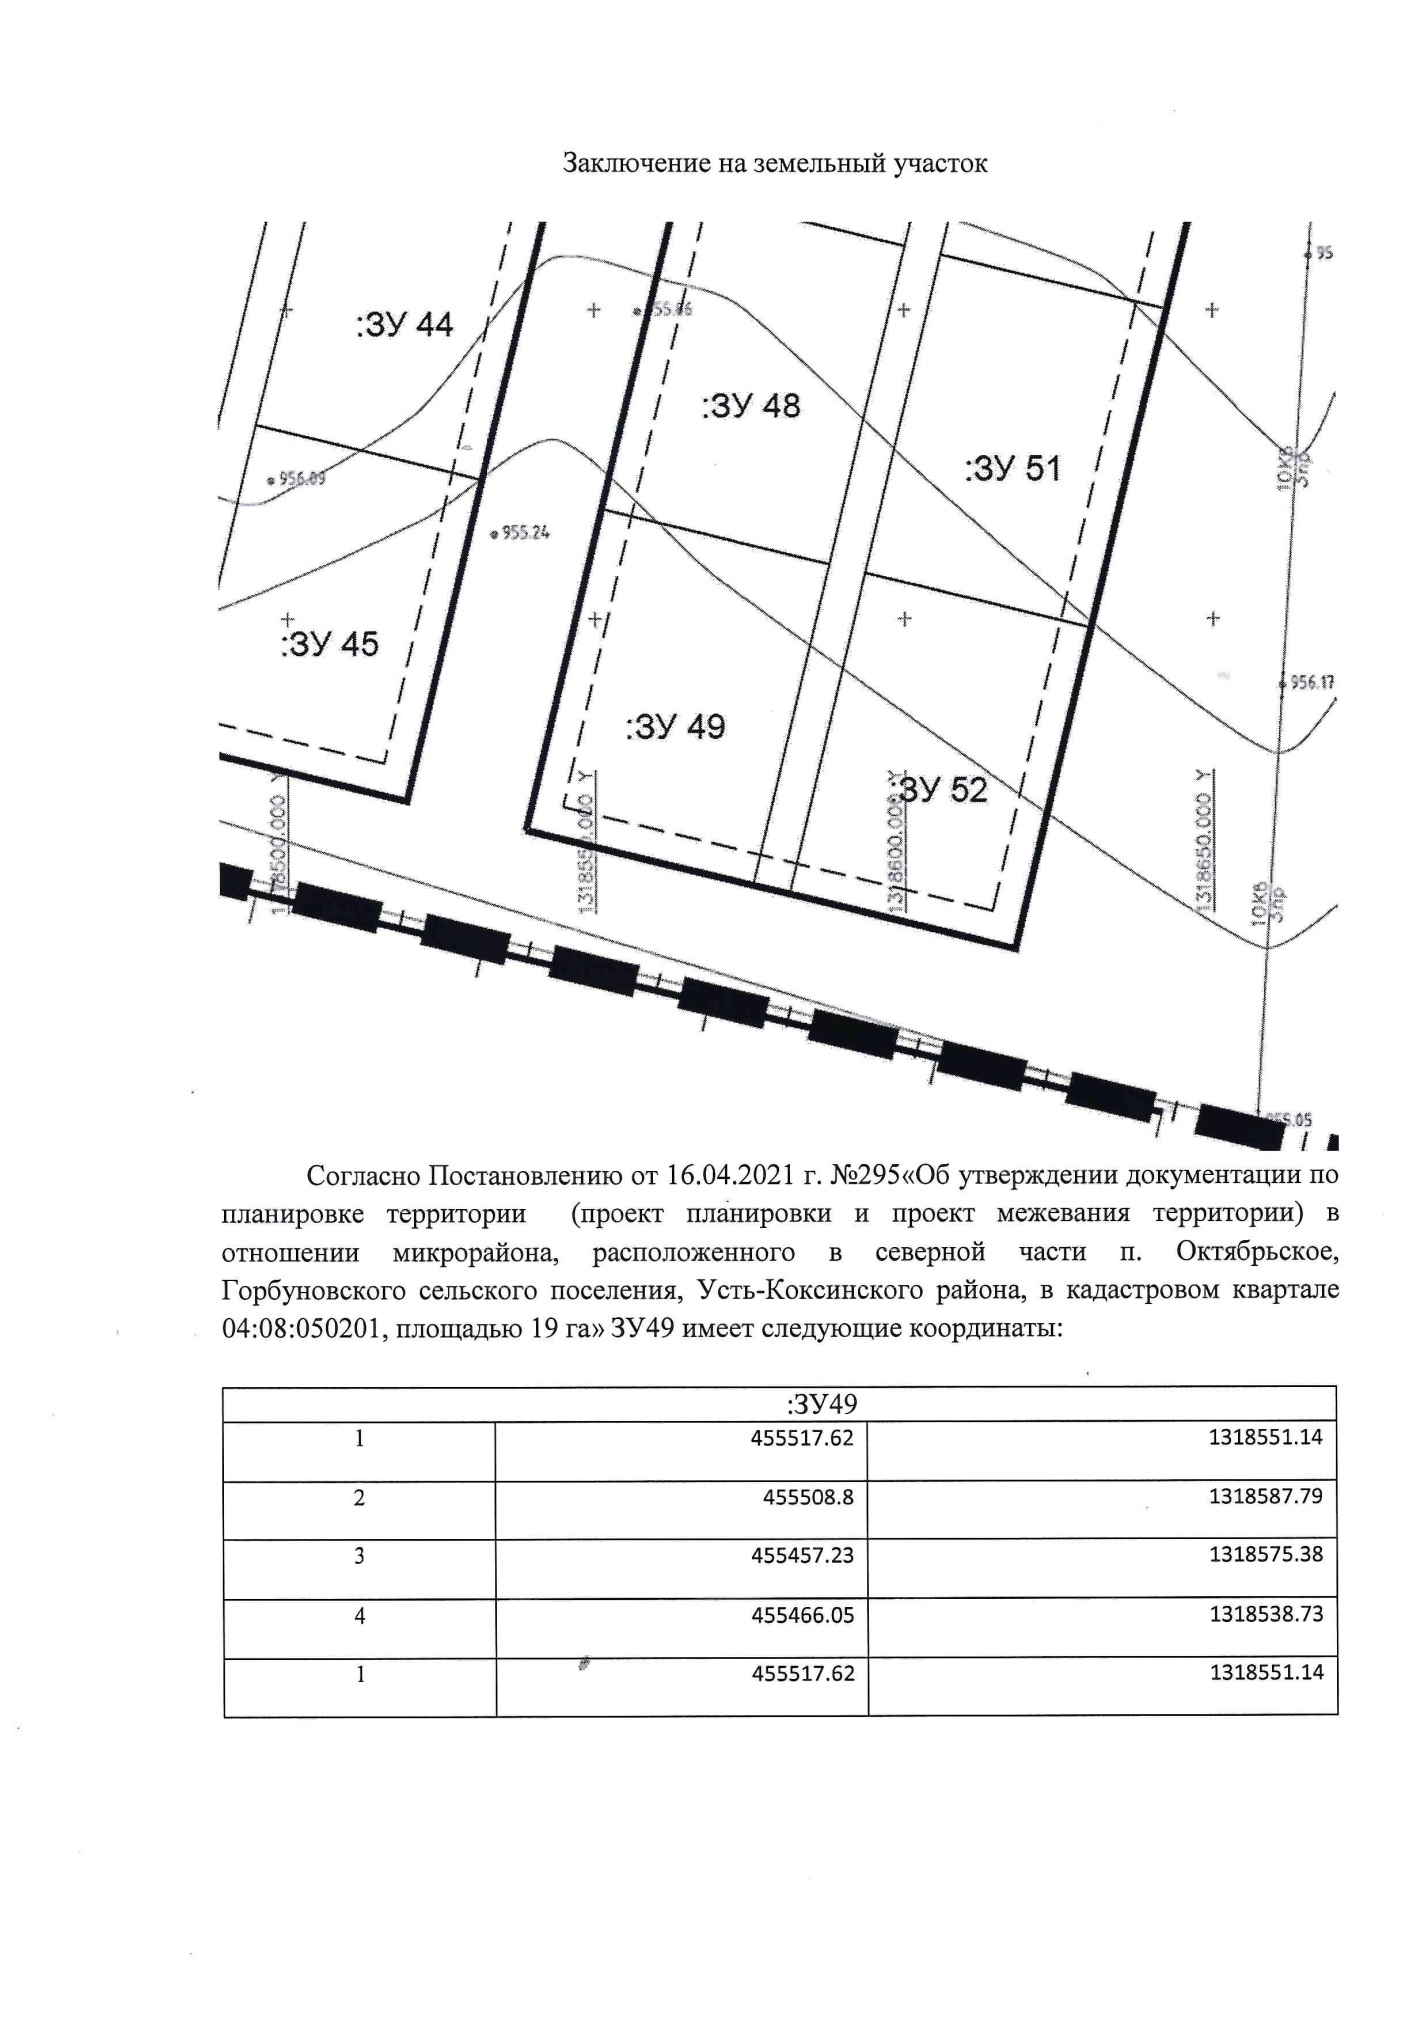 Заключение на земельный участок
95
:ЗУ 44
:ЗУ 48
:ЗУ 51
10КВ
3пр
956.09
955.24
:ЗУ 45
956.17
:ЗУ 49
:ЗУ 52
1318600.000 Y
1318650.000 Y
10КВ
3пр
Согласно Постановлению от 16.04.2021 г. №295«Об утверждении документации по
планировке территории (проект планировки и проект межевания территории) в
отношении микрорайона, расположенного в северной части п. Октябрьское,
Горбуновского сельского поселения, Усть-Коксинского района, в кадастровом квартале
04:08:050201, площадью 19 га» ЗУ49 имеет следующие координаты:
:ЗУ49
1 455517.62 1318551.14
2 455508.8 1318587.79
3 455457.23 1318575.38
4 455466.05 1318538.73
1 455517.62 1318551.14